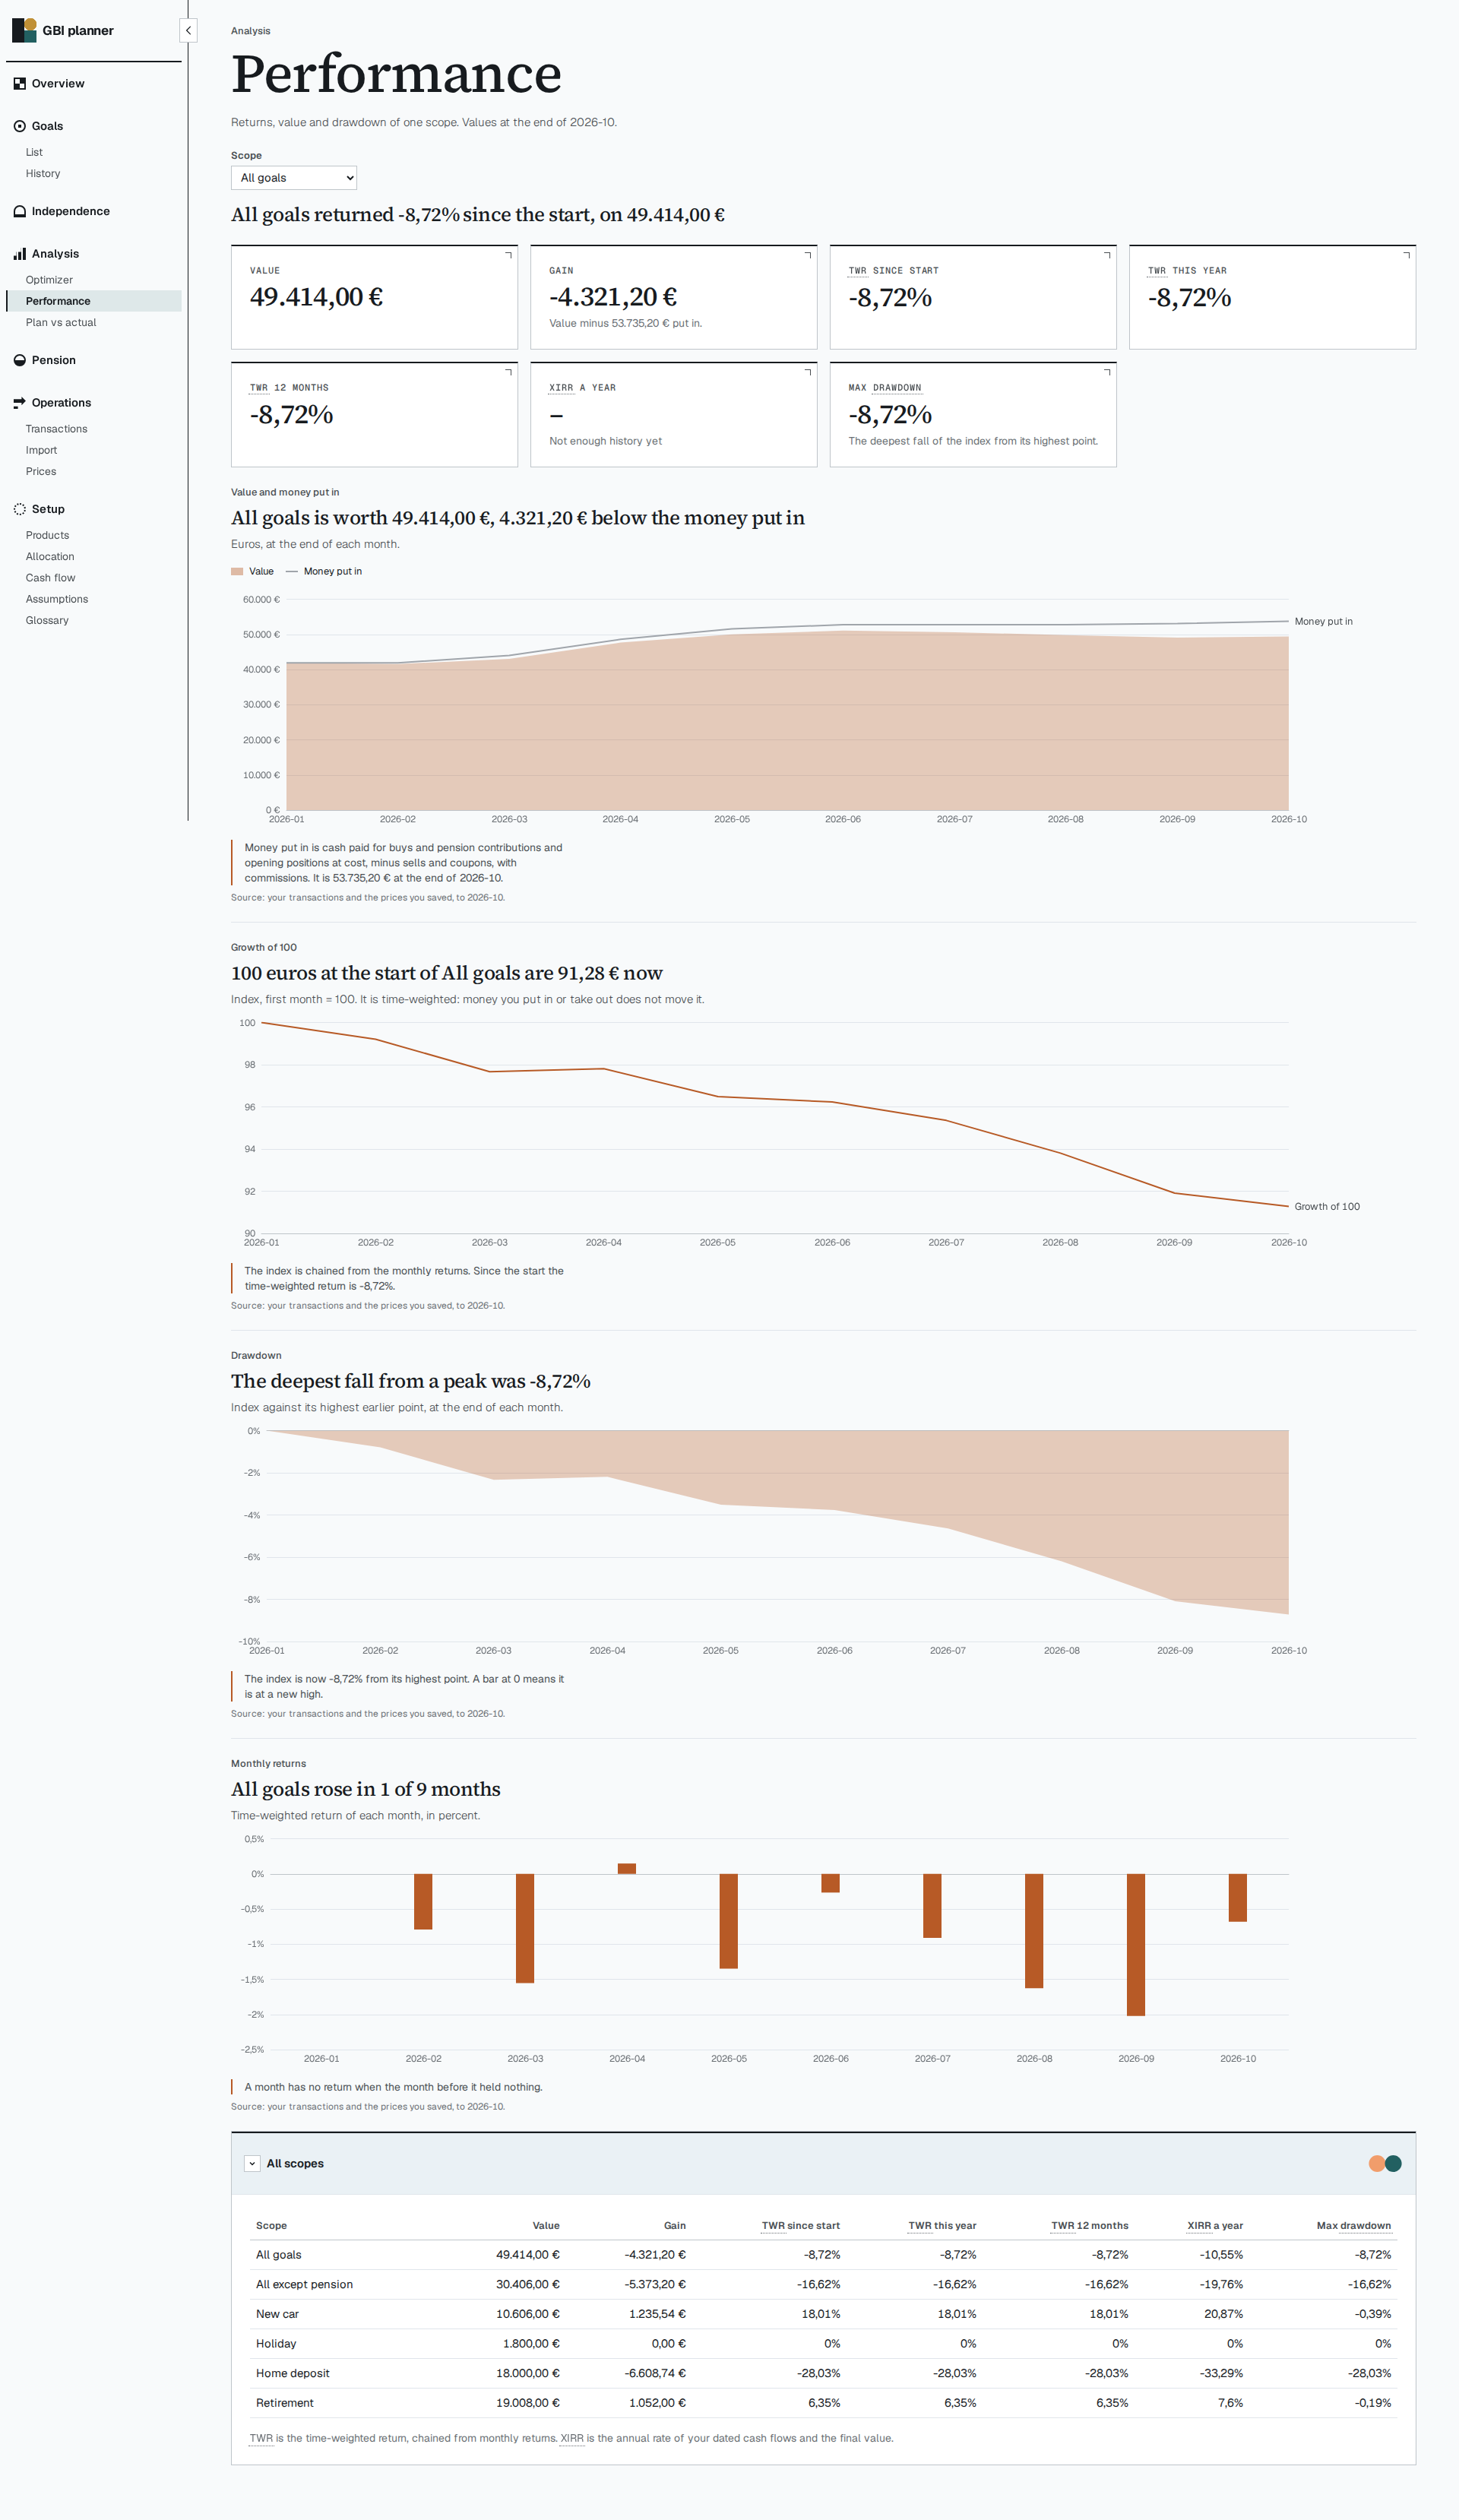 GBI planner
Overview
Goals
List
History
Independence
Analysis
Optimizer
Performance
Plan vs actual
Pension
Operations
Transactions
Import
Prices
Setup
Products
Allocation
Cash flow
Assumptions
Glossary
Analysis
Performance
Returns, value and drawdown of one scope. Values at the end of 2026-10.
Scope
All goals
All goals returned -8,72% since the start, on 49.414,00 €
VALUE
49.414,00 €
GAIN
-4.321,20 €
Value minus 53.735,20 € put in.
TWR SINCE START
-8,72%
TWR THIS YEAR
-8,72%
TWR 12 MONTHS
-8,72%
XIRR A YEAR
–
Not enough history yet
MAX DRAWDOWN
-8,72%
The deepest fall of the index from its highest point.
Value and money put in
All goals is worth 49.414,00 €, 4.321,20 € below the money put in
Euros, at the end of each month.
Value Money put in
60.000 €
50.000 €
40.000 €
30.000 €
20.000 €
10.000 €
0 €
Money put in
2026-01 2026-02 2026-03 2026-04 2026-05 2026-06 2026-07 2026-08 2026-09 2026-10
Money put in is cash paid for buys and pension contributions and
opening positions at cost, minus sells and coupons, with
commissions. It is 53.735,20 € at the end of 2026-10.
Source: your transactions and the prices you saved, to 2026-10.
Growth of 100
100 euros at the start of All goals are 91,28 € now
Index, first month = 100. It is time-weighted: money you put in or take out does not move it.
100
98
96
94
92
90
Growth of 100
2026-01 2026-02 2026-03 2026-04 2026-05 2026-06 2026-07 2026-08 2026-09 2026-10
The index is chained from the monthly returns. Since the start the
time-weighted return is -8,72%.
Source: your transactions and the prices you saved, to 2026-10.
Drawdown
The deepest fall from a peak was -8,72%
Index against its highest earlier point, at the end of each month.
0%
-2%
-4%
-6%
-8%
-10%
2026-01 2026-02 2026-03 2026-04 2026-05 2026-06 2026-07 2026-08 2026-09 2026-10
The index is now -8,72% from its highest point. A bar at 0 means it
is at a new high.
Source: your transactions and the prices you saved, to 2026-10.
Monthly returns
All goals rose in 1 of 9 months
Time-weighted return of each month, in percent.
0,5%
0%
-0,5%
-1%
-1,5%
-2%
-2,5%
2026-01 2026-02 2026-03 2026-04 2026-05 2026-06 2026-07 2026-08 2026-09 2026-10
A month has no return when the month before it held nothing.
Source: your transactions and the prices you saved, to 2026-10.
All scopes
Scope Value Gain TWR since start TWR this year TWR 12 months XIRR a year Max drawdown
All goals 49.414,00 € -4.321,20 € -8,72% -8,72% -8,72% -10,55% -8,72%
All except pension 30.406,00 € -5.373,20 € -16,62% -16,62% -16,62% -19,76% -16,62%
New car 10.606,00 € 1.235,54 € 18,01% 18,01% 18,01% 20,87% -0,39%
Holiday 1.800,00 € 0,00 € 0% 0% 0% 0% 0%
Home deposit 18.000,00 € -6.608,74 € -28,03% -28,03% -28,03% -33,29% -28,03%
Retirement 19.008,00 € 1.052,00 € 6,35% 6,35% 6,35% 7,6% -0,19%
TWR is the time-weighted return, chained from monthly returns. XIRR is the annual rate of your dated cash flows and the final value.